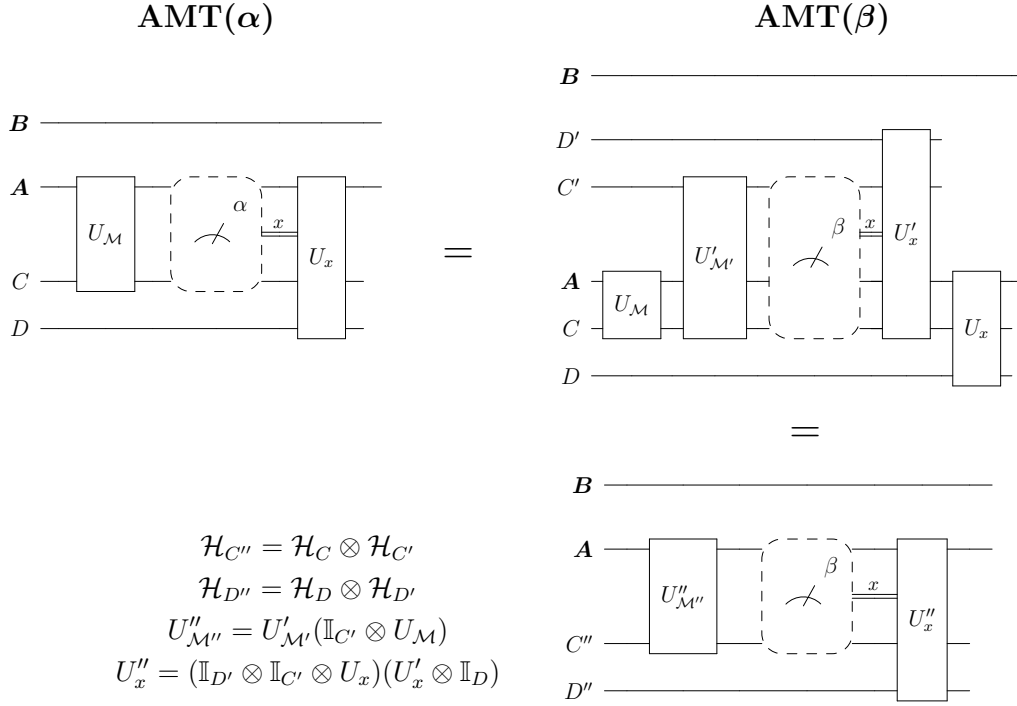 AMT(α) AMT(β)
B
A
U_ℳ
α
x
U_x
C
D
=
B
D′
C′
A
C
D
U_ℳ
U′_ℳ′
β
x
U′_x
U_x
=
B
A
U″_ℳ″
β
x
U″_x
C″
D″
ℋ_C″ = ℋ_C ⊗ ℋ_C′
ℋ_D″ = ℋ_D ⊗ ℋ_D′
U″_ℳ″ = U′_ℳ′(𝕀_C′ ⊗ U_ℳ)
U″_x = (𝕀_D′ ⊗ 𝕀_C′ ⊗ U_x)(U′_x ⊗ 𝕀_D)